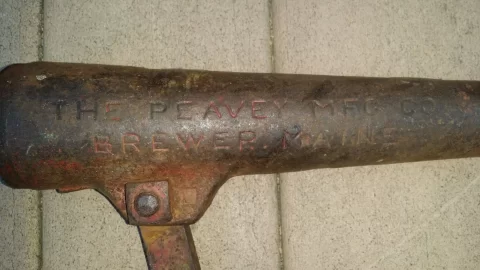 THE PEAVEY MFG CO
BREWER, MAINE